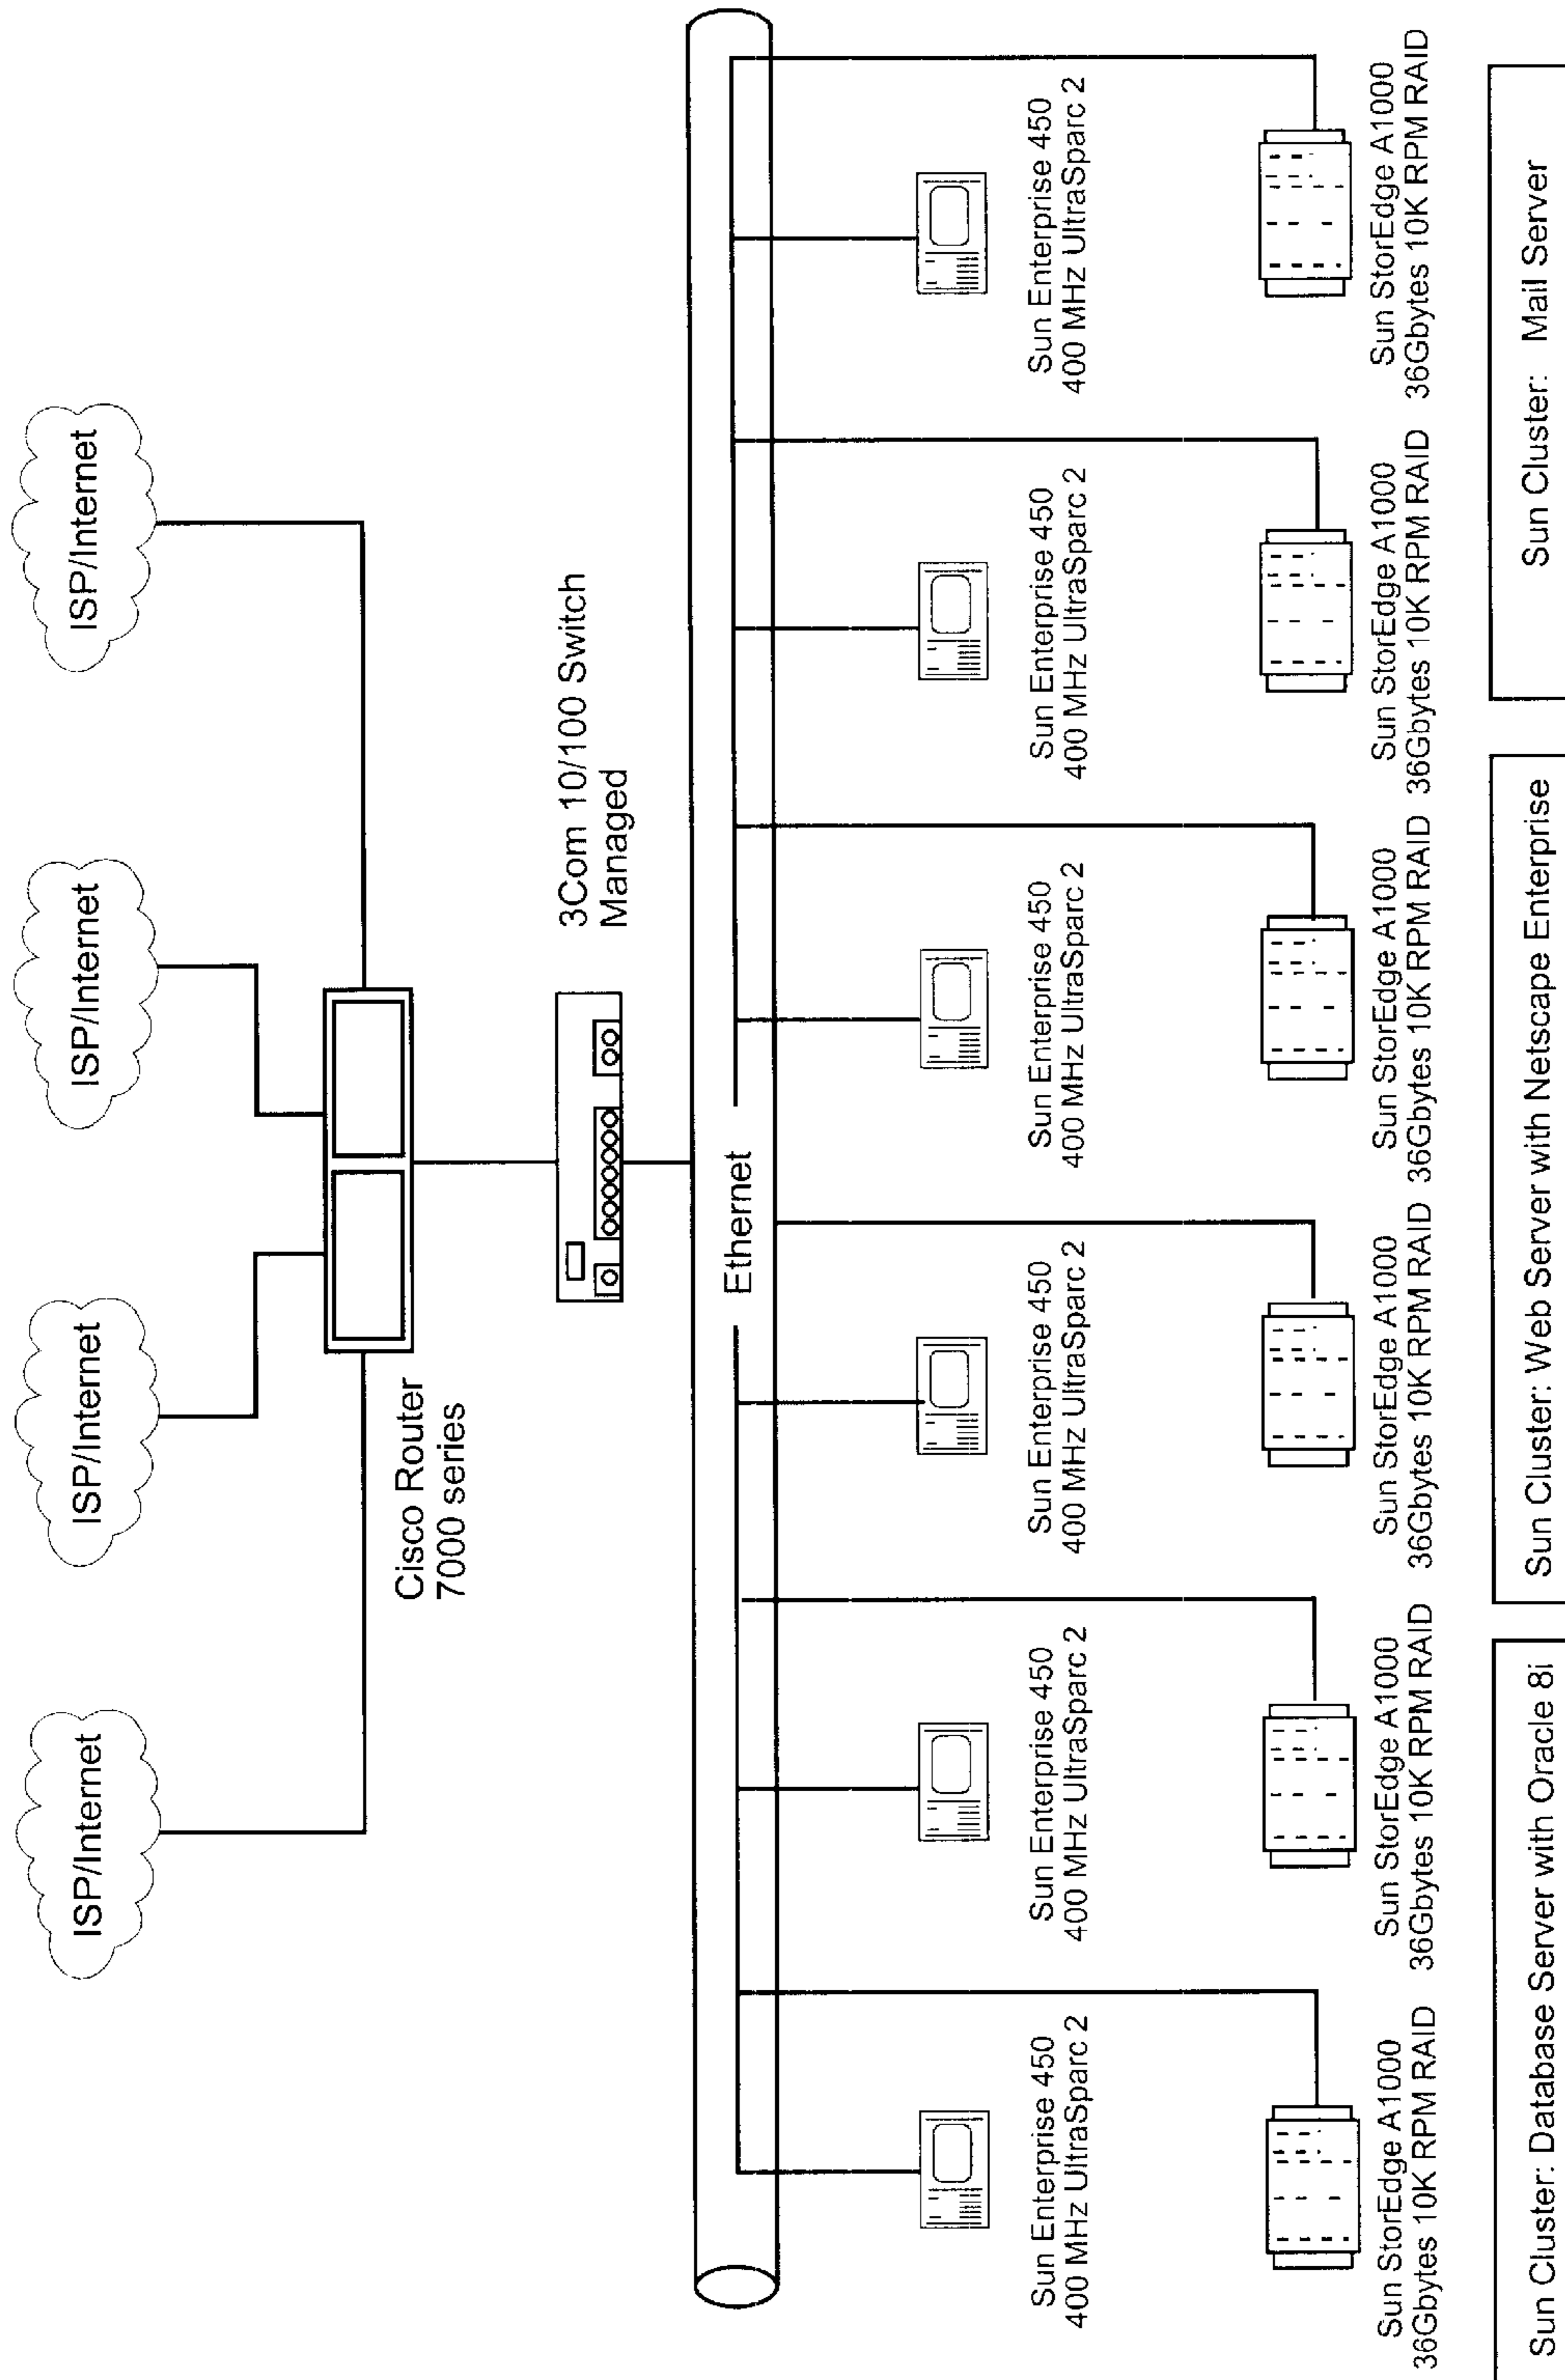 ISP/Internet
ISP/Internet
ISP/Internet
ISP/Internet
Cisco Router
7000 series
3Com 10/100 Switch
Managed
Ethernet
Sun Enterprise 450
400 MHz UltraSparc 2
Sun Enterprise 450
400 MHz UltraSparc 2
Sun Enterprise 450
400 MHz UltraSparc 2
Sun Enterprise 450
400 MHz UltraSparc 2
Sun Enterprise 450
400 MHz UltraSparc 2
Sun Enterprise 450
400 MHz UltraSparc 2
Sun StorEdge A1000
36Gbytes 10K RPM RAID
Sun StorEdge A1000
36Gbytes 10K RPM RAID
Sun StorEdge A1000
36Gbytes 10K RPM RAID
Sun StorEdge A1000
36Gbytes 10K RPM RAID
Sun StorEdge A1000
36Gbytes 10K RPM RAID
Sun StorEdge A1000
36Gbytes 10K RPM RAID
Sun Cluster: Database Server with Oracle 8i
Sun Cluster: Web Server with Netscape Enterprise
Sun Cluster: Mail Server